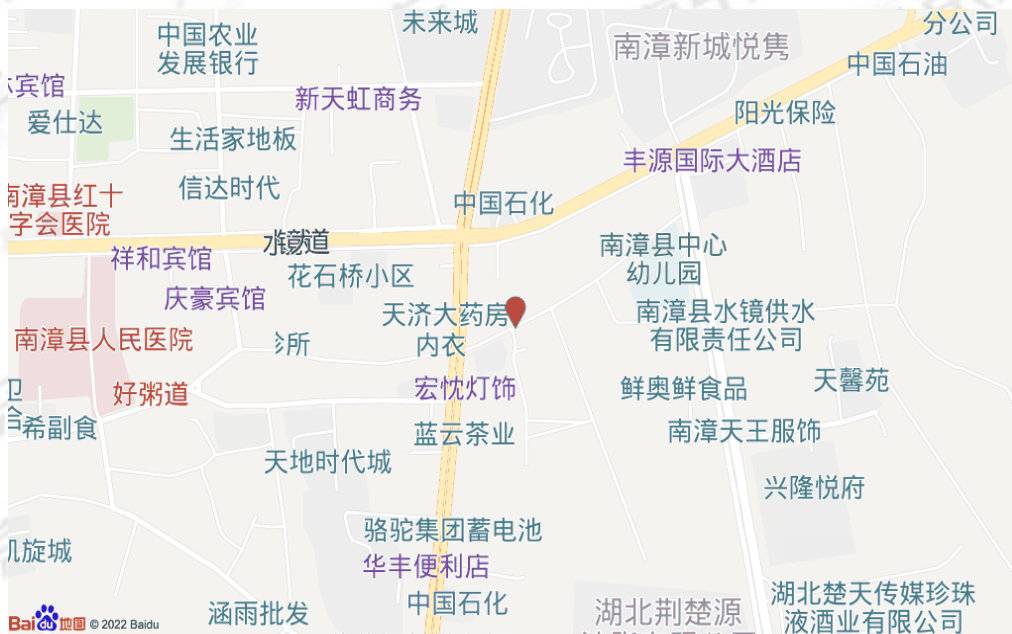 未来城
分公司
中国农业
发展银行
南漳新城悦隽
中国石油
宾馆
新天虹商务
爱仕达
阳光保险
生活家地板
丰源国际大酒店
信达时代
南漳县红十
字会医院
中国石化
水镜道
祥和宾馆
花石桥小区
南漳县中心
幼儿园
庆豪宾馆
天济大药房
南漳县水镜供水
有限责任公司
南漳县人民医院
诊所
内衣
好粥道
宏忱灯饰
鲜奥鲜食品
天馨苑
希副食
蓝云茶业
南漳天王服饰
天地时代城
兴隆悦府
骆驼集团蓄电池
凯旋城
华丰便利店
中国石化
涵雨批发
湖北荆楚源
湖北楚天传媒珍珠
液酒业有限公司
Bai du 地图 © 2022 Baidu